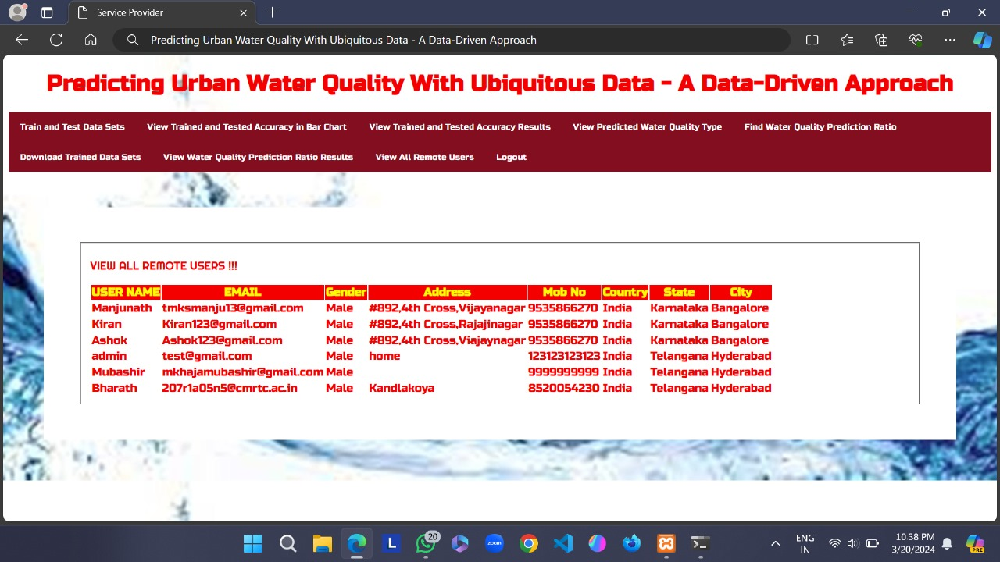 Service Provider
Predicting Urban Water Quality With Ubiquitous Data - A Data-Driven Approach
Predicting Urban Water Quality With Ubiquitous Data - A Data-Driven Approach
Train and Test Data Sets View Trained and Tested Accuracy in Bar Chart View Trained and Tested Accuracy Results View Predicted Water Quality Type Find Water Quality Prediction Ratio
Download Trained Data Sets View Water Quality Prediction Ratio Results View All Remote Users Logout
VIEW ALL REMOTE USERS !!!
USER NAME EMAIL Gender Address Mob No Country State City
Manjunath tmksmanju13@gmail.com Male #892,4th Cross,Vijayanagar 9535866270 India Karnataka Bangalore
Kiran Kiran123@gmail.com Male #892,4th Cross,Rajajinagar 9535866270 India Karnataka Bangalore
Ashok Ashok123@gmail.com Male #892,4th Cross,Viajaynagar 9535866270 India Karnataka Bangalore
admin test@gmail.com Male home 123123123123 India Telangana Hyderabad
Mubashir mkhajamubashir@gmail.com Male 9999999999 India Telangana Hyderabad
Bharath 207r1a05n5@cmrtc.ac.in Male Kandlakoya 8520054230 India Telangana Hyderabad
L 20 zoom ENG 10:38 PM
IN 3/20/2024 PRE